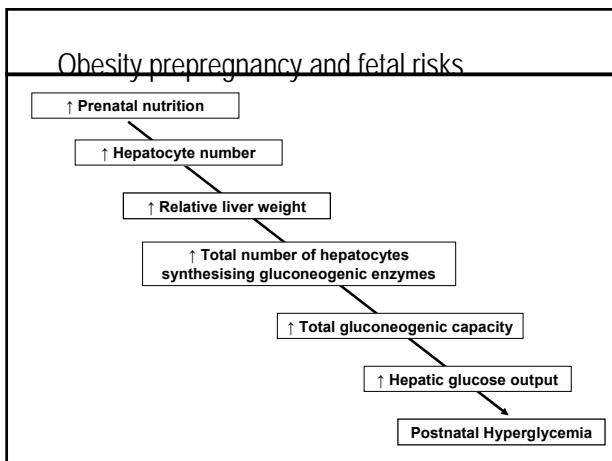 Obesity prepregnancy and fetal risks
↑ Prenatal nutrition
↑ Hepatocyte number
↑ Relative liver weight
↑ Total number of hepatocytes
synthesising gluconeogenic enzymes
↑ Total gluconeogenic capacity
↑ Hepatic glucose output
Postnatal Hyperglycemia